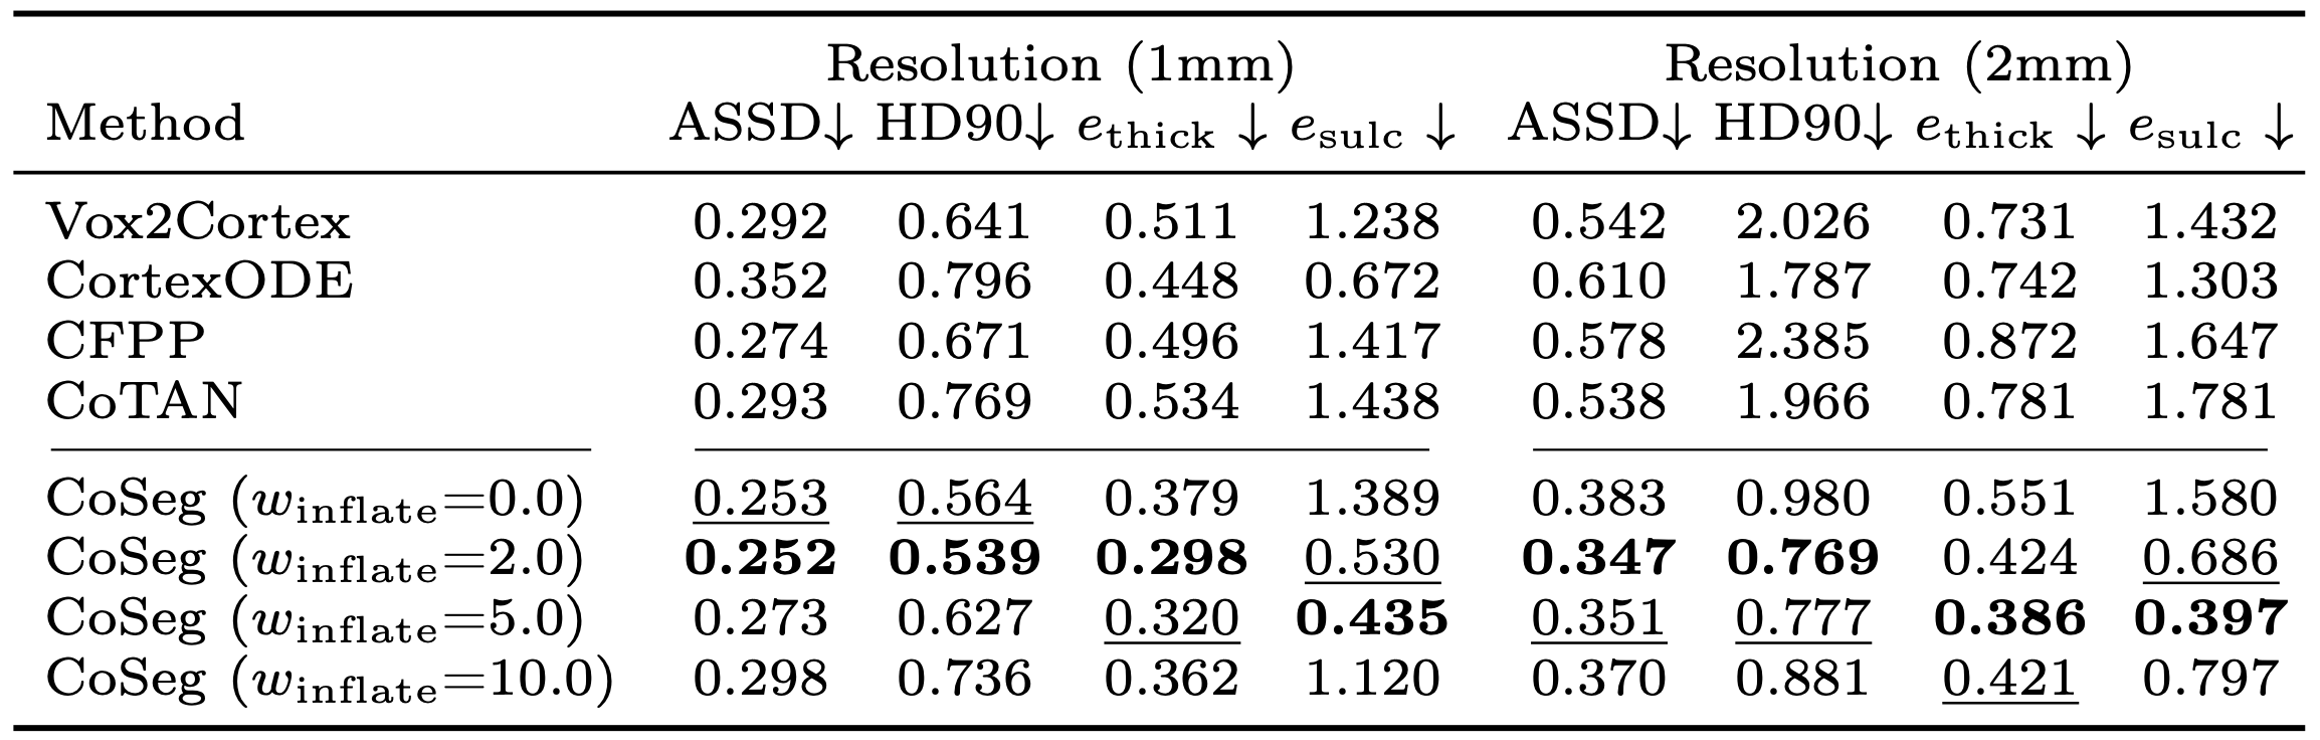 Resolution (1mm) Resolution (2mm)
Method ASSD↓ HD90↓ e_thick ↓ e_sulc ↓ ASSD↓ HD90↓ e_thick ↓ e_sulc ↓
Vox2Cortex 0.292 0.641 0.511 1.238 0.542 2.026 0.731 1.432
CortexODE 0.352 0.796 0.448 0.672 0.610 1.787 0.742 1.303
CFPP 0.274 0.671 0.496 1.417 0.578 2.385 0.872 1.647
CoTAN 0.293 0.769 0.534 1.438 0.538 1.966 0.781 1.781
CoSeg (w_inflate=0.0) 0.253 0.564 0.379 1.389 0.383 0.980 0.551 1.580
CoSeg (w_inflate=2.0) 0.252 0.539 0.298 0.530 0.347 0.769 0.424 0.686
CoSeg (w_inflate=5.0) 0.273 0.627 0.320 0.435 0.351 0.777 0.386 0.397
CoSeg (w_inflate=10.0) 0.298 0.736 0.362 1.120 0.370 0.881 0.421 0.797